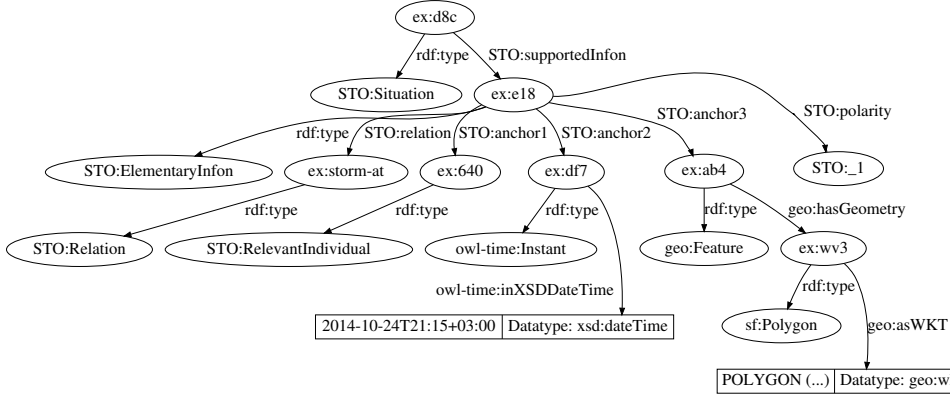 ex:d8c
rdf:type
STO:supportedInfon
STO:Situation
ex:e18
rdf:type
STO:relation
STO:anchor1
STO:anchor2
STO:anchor3
STO:polarity
STO:ElementaryInfon
ex:storm-at
ex:640
ex:df7
ex:ab4
STO:_1
rdf:type
rdf:type
rdf:type
rdf:type
geo:hasGeometry
STO:Relation
STO:RelevantIndividual
owl-time:Instant
geo:Feature
ex:wv3
owl-time:inXSDDateTime
rdf:type
geo:asWKT
2014-10-24T21:15+03:00
Datatype: xsd:dateTime
sf:Polygon
POLYGON (...)
Datatype: geo:w